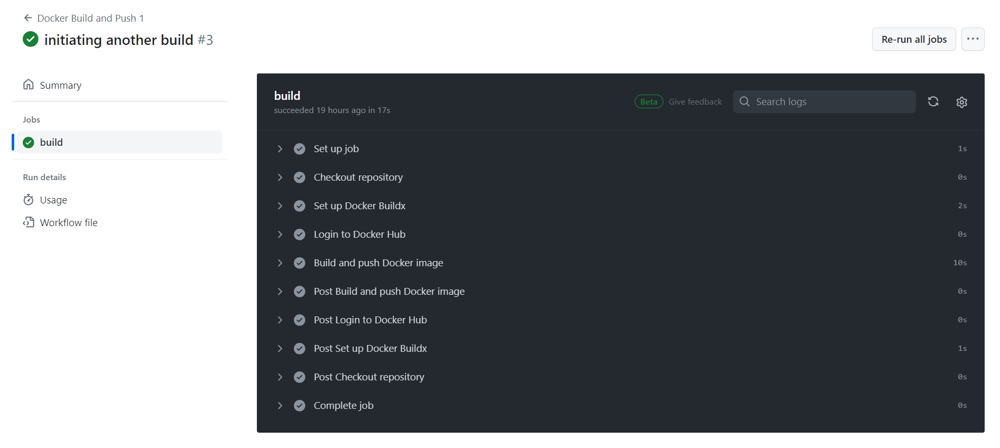 Docker Build and Push 1
initiating another build #3
Re-run all jobs
Summary
Jobs
build
Run details
Usage
Workflow file
build
succeeded 19 hours ago in 17s
Beta Give feedback
Search logs
Set up job 1s
Checkout repository 0s
Set up Docker Buildx 2s
Login to Docker Hub 0s
Build and push Docker image 10s
Post Build and push Docker image 0s
Post Login to Docker Hub 0s
Post Set up Docker Buildx 1s
Post Checkout repository 0s
Complete job 0s